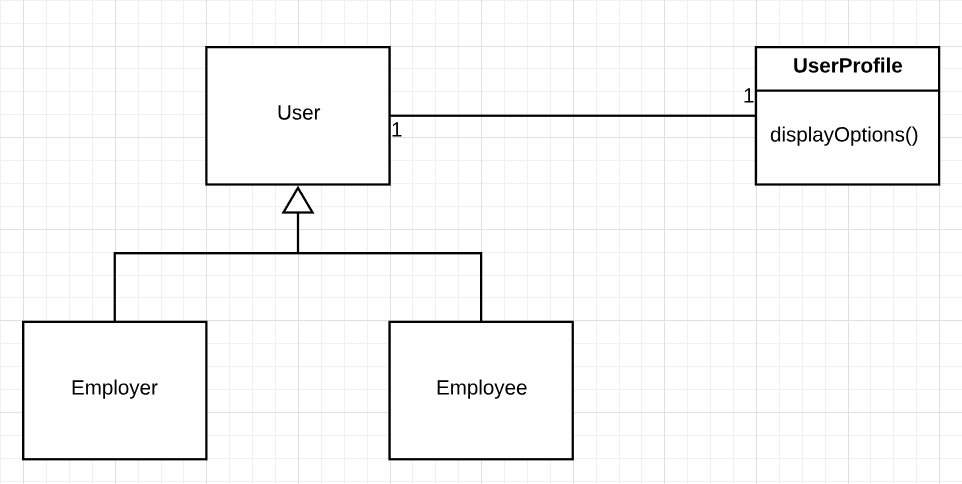 User
1
1
UserProfile
displayOptions()
Employer
Employee